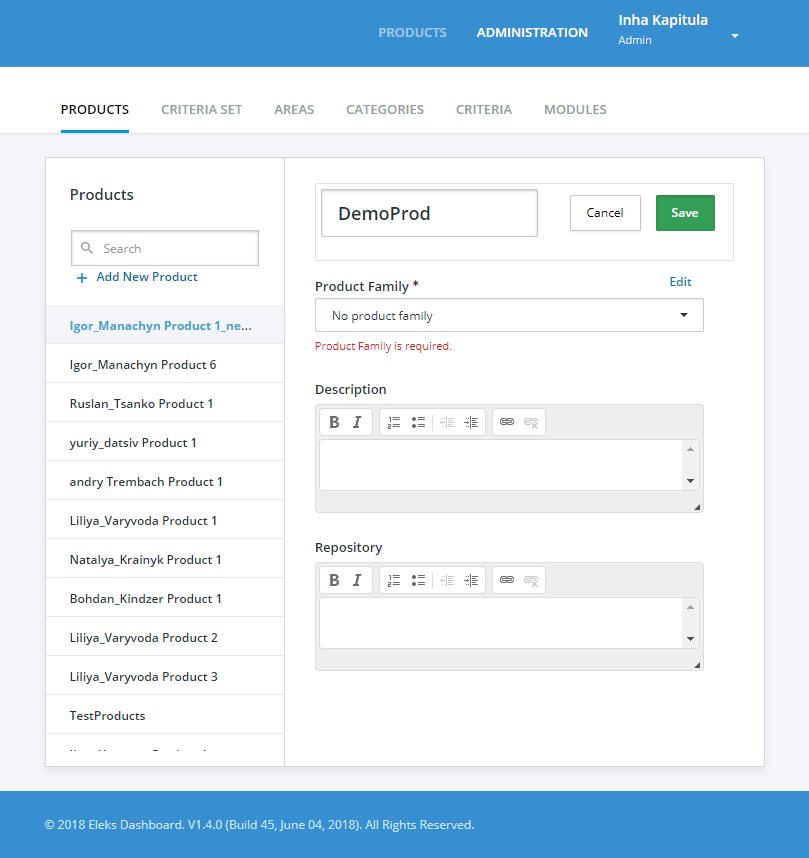 PRODUCTS ADMINISTRATION Inha Kapitula
Admin
PRODUCTS CRITERIA SET AREAS CATEGORIES CRITERIA MODULES
Products
Search
+ Add New Product
Igor_Manachyn Product 1_ne...
Igor_Manachyn Product 6
Ruslan_Tsanko Product 1
yuriy_datsiv Product 1
andry Trembach Product 1
Liliya_Varyvoda Product 1
Natalya_Krainyk Product 1
Bohdan_Kindzer Product 1
Liliya_Varyvoda Product 2
Liliya_Varyvoda Product 3
TestProducts
DemoProd Cancel Save
Product Family * Edit
No product family
Product Family is required.
Description
B I
Repository
B I
© 2018 Eleks Dashboard. V1.4.0 (Build 45, June 04, 2018). All Rights Reserved.